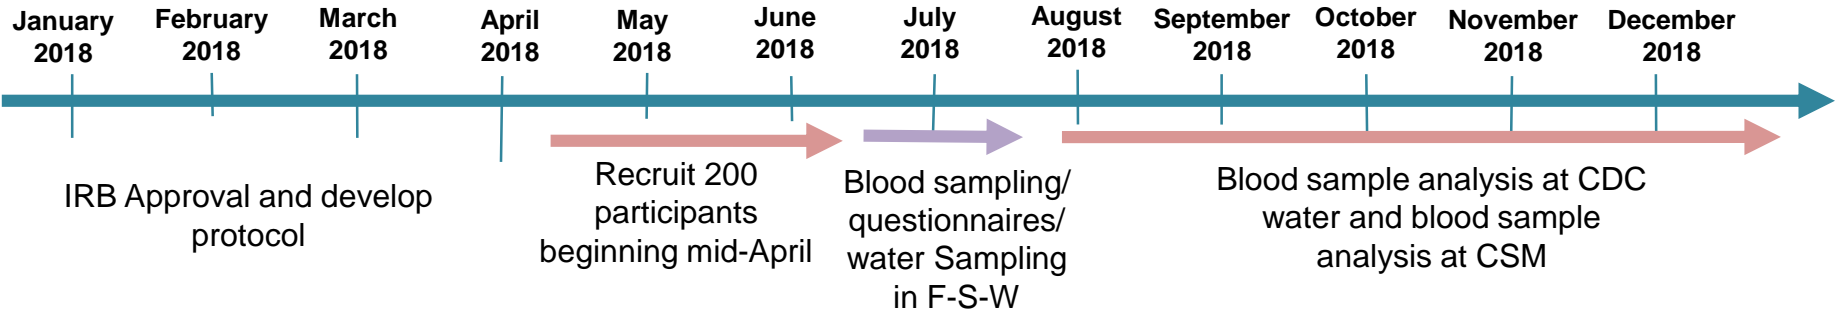 January
2018
February
2018
March
2018
April
2018
May
2018
June
2018
July
2018
August
2018
September
2018
October
2018
November
2018
December
2018
IRB Approval and develop
protocol
Recruit 200
participants
beginning mid-April
Blood sampling/
questionnaires/
water Sampling
in F-S-W
Blood sample analysis at CDC
water and blood sample
analysis at CSM